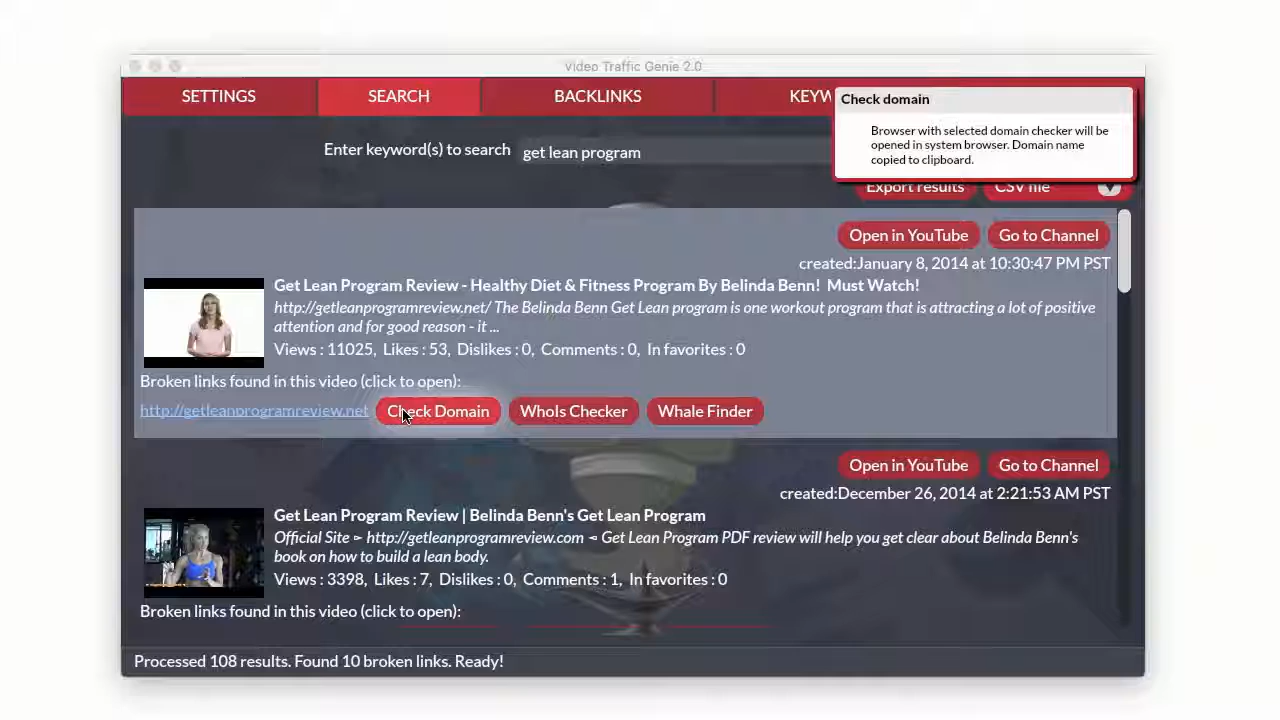 video Traffic Genie 2.0
SETTINGS
SEARCH
BACKLINKS
KEYW
Check domain
Browser with selected domain checker will be
opened in system browser. Domain name
copied to clipboard.
Enter keyword(s) to search
get lean program
Export results
CSV file
Open in YouTube
Go to Channel
created:January 8, 2014 at 10:30:47 PM PST
Get Lean Program Review - Healthy Diet & Fitness Program By Belinda Benn! Must Watch!
http://getleanprogramreview.net/ The Belinda Benn Get Lean program is one workout program that is attracting a lot of positive
attention and for good reason - it ...
Views : 11025, Likes : 53, Dislikes : 0, Comments : 0, In favorites : 0
Broken links found in this video (click to open):
http://getleanprogramreview.net
Check Domain
WhoIs Checker
Whale Finder
Open in YouTube
Go to Channel
created:December 26, 2014 at 2:21:53 AM PST
Get Lean Program Review | Belinda Benn's Get Lean Program
Official Site ► http://getleanprogramreview.com ◄ Get Lean Program PDF review will help you get clear about Belinda Benn's
book on how to build a lean body.
Views : 3398, Likes : 7, Dislikes : 0, Comments : 1, In favorites : 0
Broken links found in this video (click to open):
Processed 108 results. Found 10 broken links. Ready!